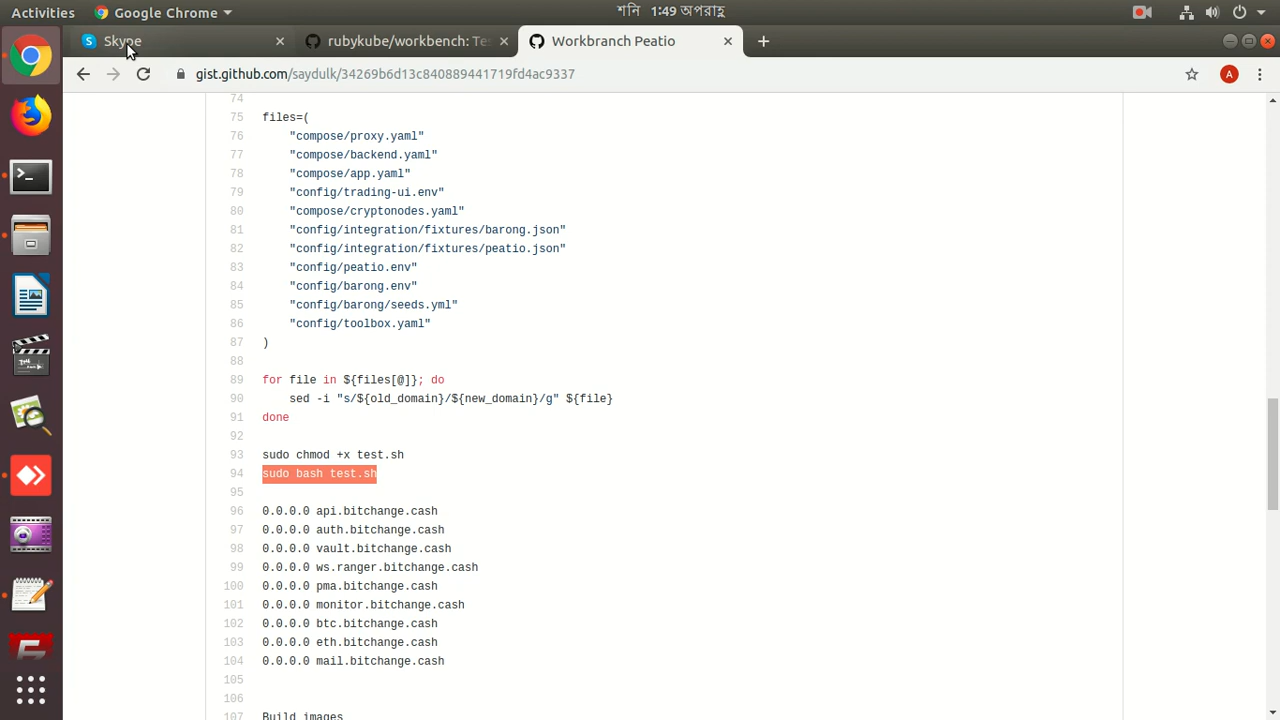 Activities
Google Chrome
শনি 1:49 অপরাহ্ণ
Skype
rubykube/workbench: Te
Workbranch Peatio
gist.github.com/saydulk/34269b6d13c840889441719fd4ac9337
A
74
75 files=(
76 "compose/proxy.yaml"
77 "compose/backend.yaml"
78 "compose/app.yaml"
79 "config/trading-ui.env"
80 "compose/cryptonodes.yaml"
81 "config/integration/fixtures/barong.json"
82 "config/integration/fixtures/peatio.json"
83 "config/peatio.env"
84 "config/barong.env"
85 "config/barong/seeds.yml"
86 "config/toolbox.yaml"
87 )
88
89 for file in ${files[@]}; do
90 sed -i "s/${old_domain}/${new_domain}/g" ${file}
91 done
92
93 sudo chmod +x test.sh
94 sudo bash test.sh
95
96 0.0.0.0 api.bitchange.cash
97 0.0.0.0 auth.bitchange.cash
98 0.0.0.0 vault.bitchange.cash
99 0.0.0.0 ws.ranger.bitchange.cash
100 0.0.0.0 pma.bitchange.cash
101 0.0.0.0 monitor.bitchange.cash
102 0.0.0.0 btc.bitchange.cash
103 0.0.0.0 eth.bitchange.cash
104 0.0.0.0 mail.bitchange.cash
105
106
107 Build images